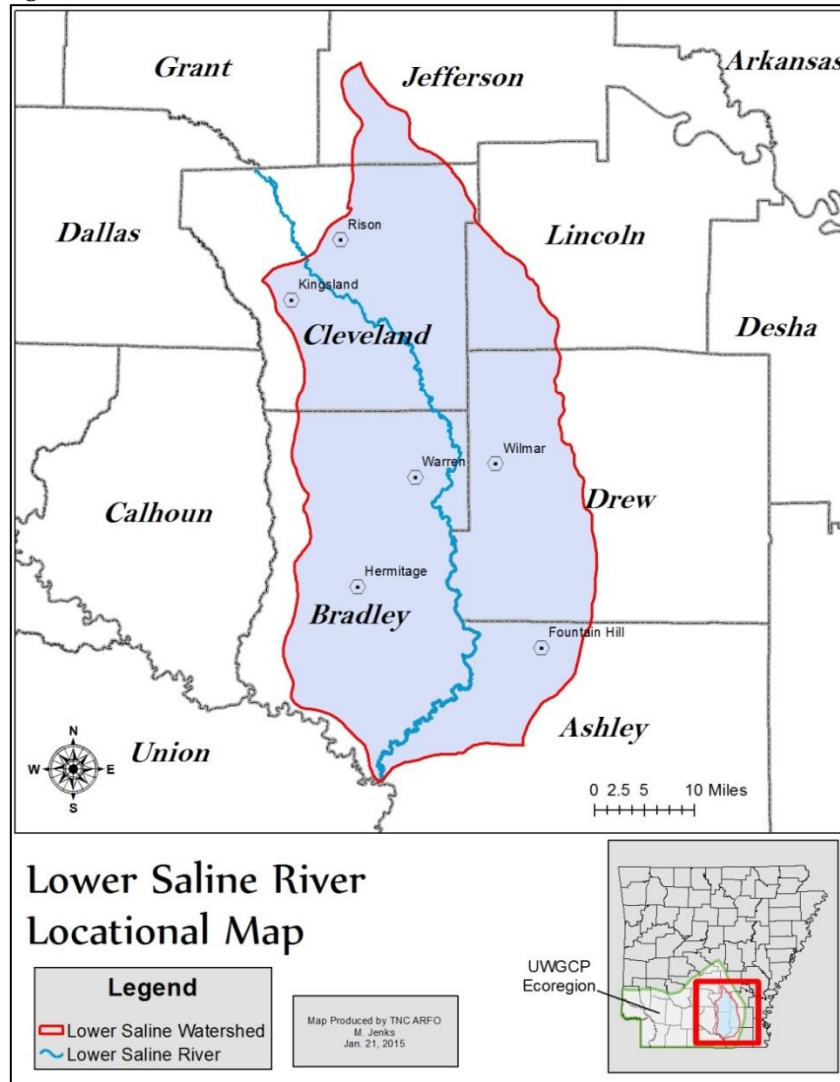 Grant
Jefferson
Arkansas
Dallas
Rison
Lincoln
Kingsland
Cleveland
Desha
Warren
Wilmar
Calhoun
Drew
Hermitage
Bradley
Fountain Hill
Union
Ashley
N
W E
S
0 2.5 5 10 Miles
Lower Saline River
Locational Map
Legend
Lower Saline Watershed
Lower Saline River
Map Produced by TNC ARFO
M. Jenks
Jan. 21, 2015
UWGCP
Ecoregion